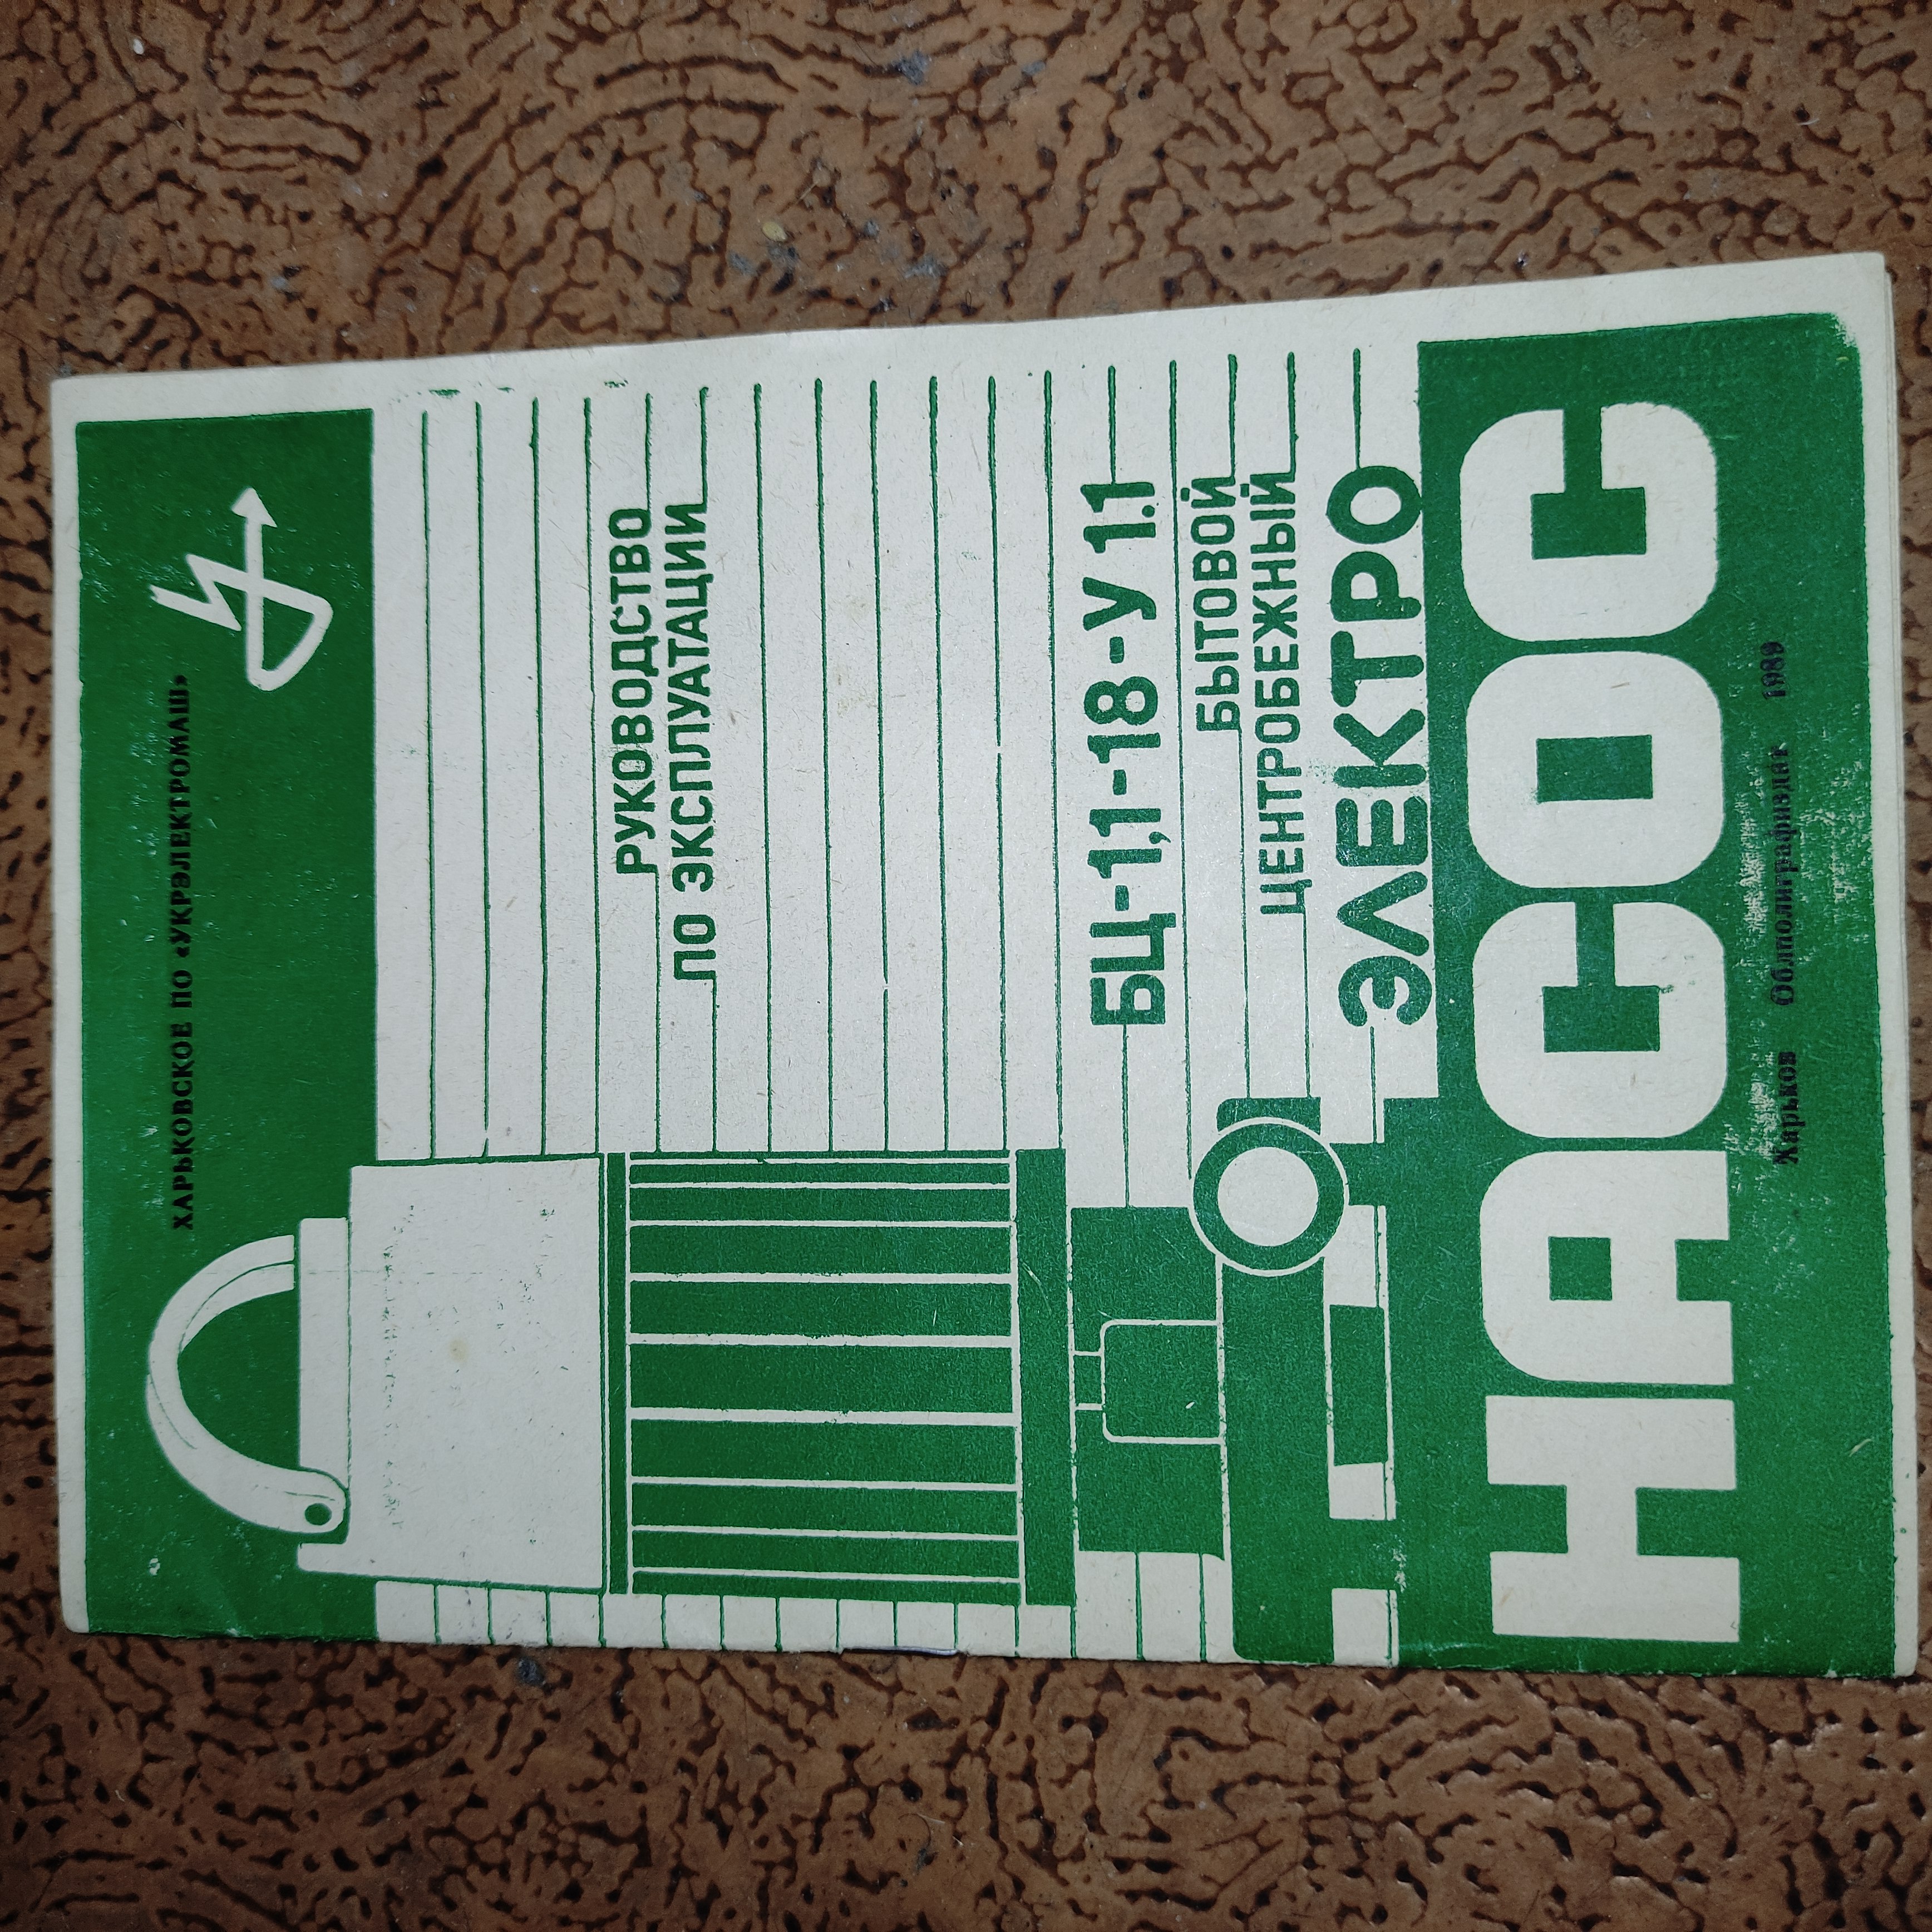 ХАРЬКОВСКОЕ ПО «УКРЭЛЕКТРОМАШ»
РУКОВОДСТВО
ПО ЭКСПЛУАТАЦИИ
БЦ-1,1-18-У 1.1
БЫТОВОЙ
ЦЕНТРОБЕЖНЫЙ
ЭЛЕКТРО
НАСОС
Харьков Облполиграфиздат 1989